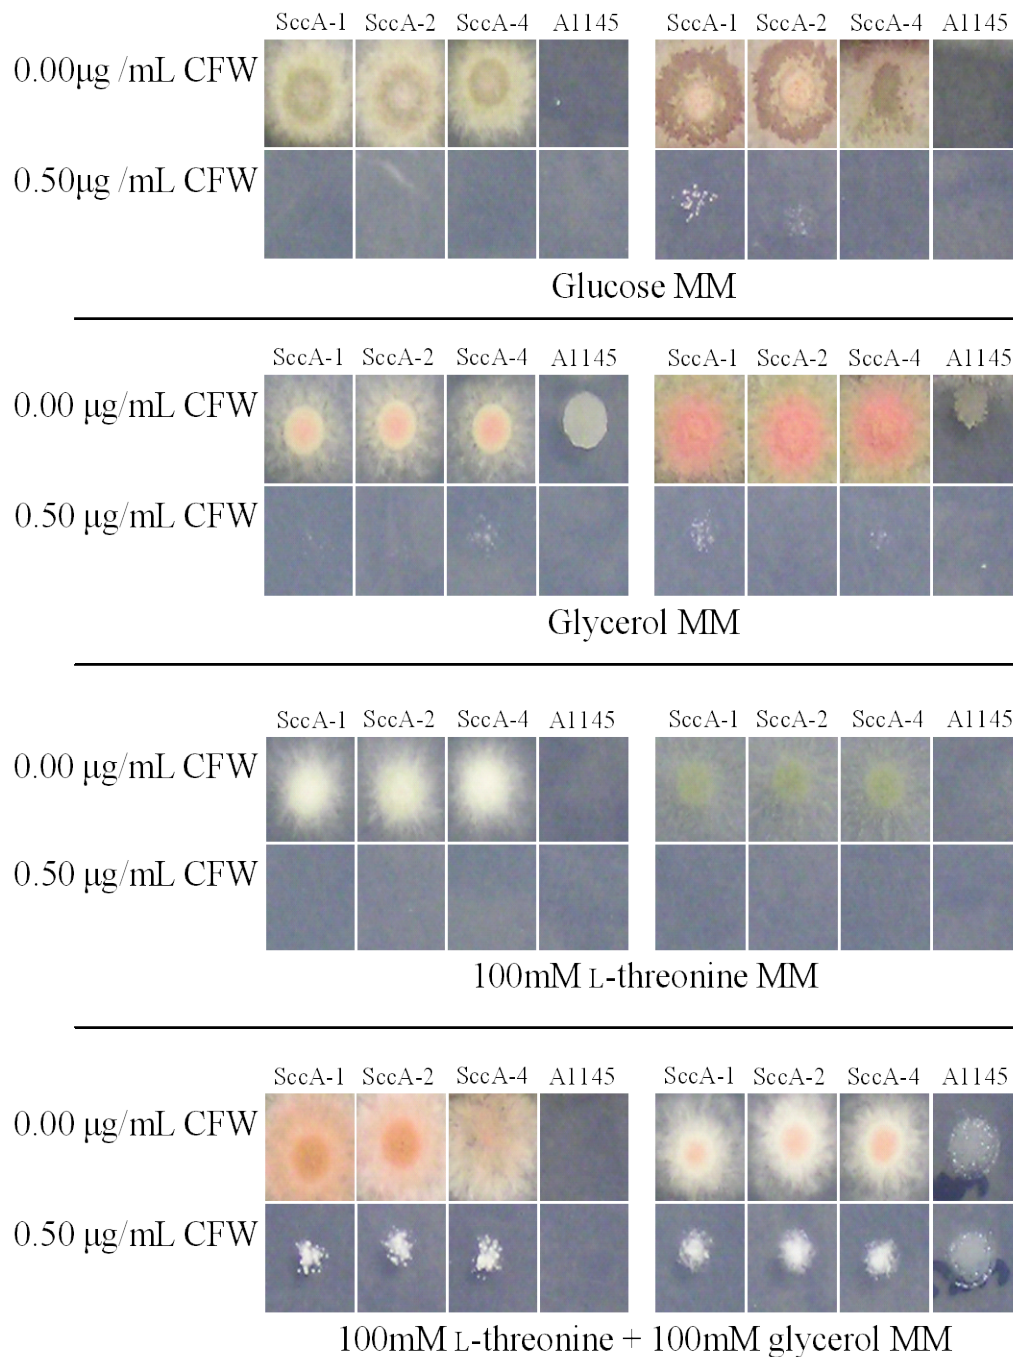 SccA-1 SccA-2 SccA-4 A1145 SccA-1 SccA-2 SccA-4 A1145
0.00μg /mL CFW
0.50μg /mL CFW
Glucose MM
SccA-1 SccA-2 SccA-4 A1145 SccA-1 SccA-2 SccA-4 A1145
0.00 μg/mL CFW
0.50 μg/mL CFW
Glycerol MM
SccA-1 SccA-2 SccA-4 A1145 SccA-1 SccA-2 SccA-4 A1145
0.00 μg/mL CFW
0.50 μg/mL CFW
100mM L-threonine MM
SccA-1 SccA-2 SccA-4 A1145 SccA-1 SccA-2 SccA-4 A1145
0.00 μg/mL CFW
0.50 μg/mL CFW
100mM L-threonine + 100mM glycerol MM